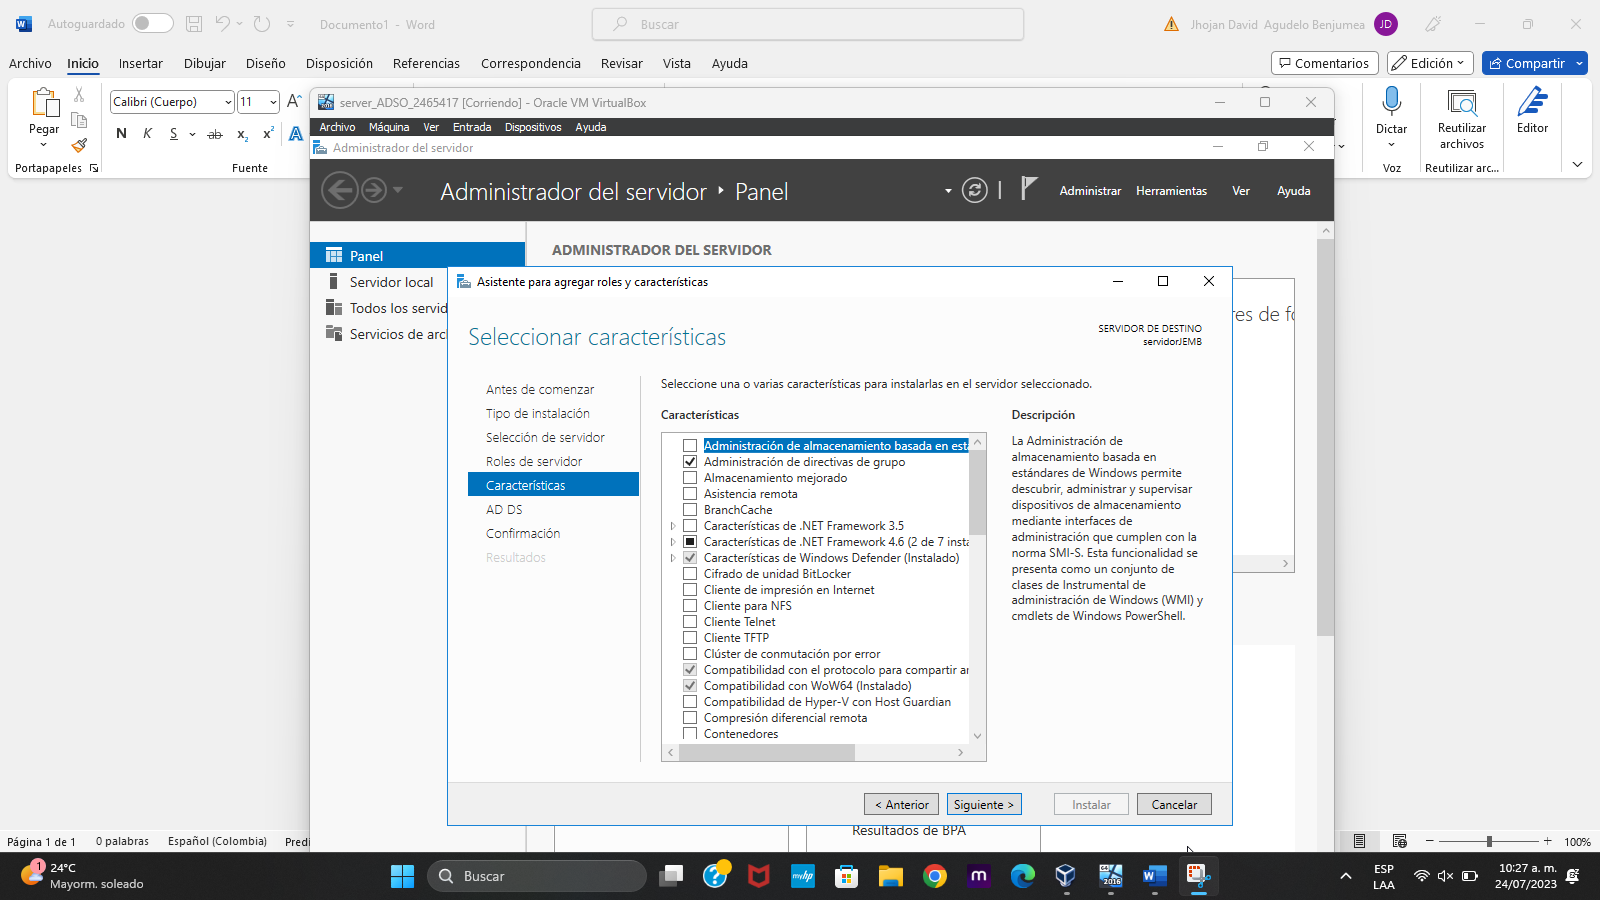 Autoguardado
Documento1 - Word
Buscar
Jhojan David Agudelo Benjumea
JD
Archivo Inicio Insertar Dibujar Diseño Disposición Referencias Correspondencia Revisar Vista Ayuda
Comentarios
Edición
Compartir
Pegar
Portapapeles
Calibri (Cuerpo)
11
N K S ab x₂ x² A
Fuente
Dictar
Voz
Reutilizar archivos
Reutilizar arc...
Editor
server_ADSO_2465417 [Corriendo] - Oracle VM VirtualBox
Archivo Máquina Ver Entrada Dispositivos Ayuda
Administrador del servidor
Administrador del servidor Panel
Administrar Herramientas Ver Ayuda
Panel
Servidor local
Todos los servid
Servicios de arc
ADMINISTRADOR DEL SERVIDOR
res de fo
Asistente para agregar roles y características
Seleccionar características
SERVIDOR DE DESTINO
servidorJEMB
Antes de comenzar
Tipo de instalación
Selección de servidor
Roles de servidor
Características
AD DS
Confirmación
Resultados
Seleccione una o varias características para instalarlas en el servidor seleccionado.
Características
Administración de almacenamiento basada en est
Administración de directivas de grupo
Almacenamiento mejorado
Asistencia remota
BranchCache
Características de .NET Framework 3.5
Características de .NET Framework 4.6 (2 de 7 insta
Características de Windows Defender (Instalado)
Cifrado de unidad BitLocker
Cliente de impresión en Internet
Cliente para NFS
Cliente Telnet
Cliente TFTP
Clúster de conmutación por error
Compatibilidad con el protocolo para compartir ar
Compatibilidad con WoW64 (Instalado)
Compatibilidad de Hyper-V con Host Guardian
Compresión diferencial remota
Contenedores
Descripción
La Administración de
almacenamiento basada en
estándares de Windows permite
descubrir, administrar y supervisar
dispositivos de almacenamiento
mediante interfaces de
administración que cumplen con la
norma SMI-S. Esta funcionalidad se
presenta como un conjunto de
clases de Instrumental de
administración de Windows (WMI) y
cmdlets de Windows PowerShell.
< Anterior
Siguiente >
Instalar
Cancelar
Resultados de BPA
Página 1 de 1 0 palabras Español (Colombia) Predi
100%
1
24°C
Mayorm. soleado
Buscar
ESP
LAA
10:27 a. m.
24/07/2023